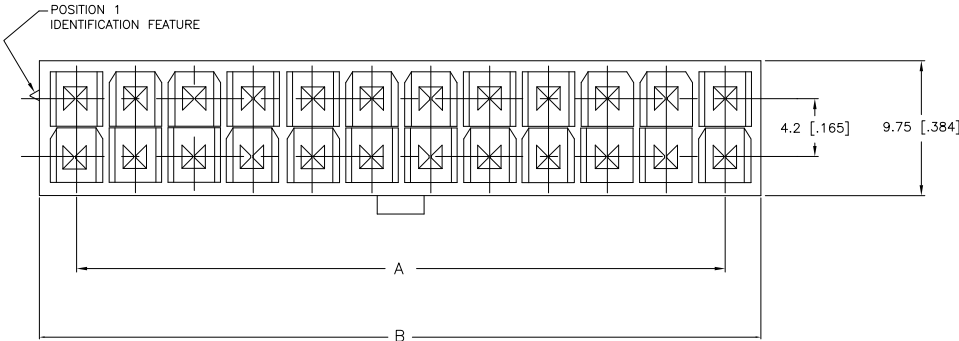 POSITION 1
IDENTIFICATION FEATURE
4.2 [.165]
9.75 [.384]
A
B